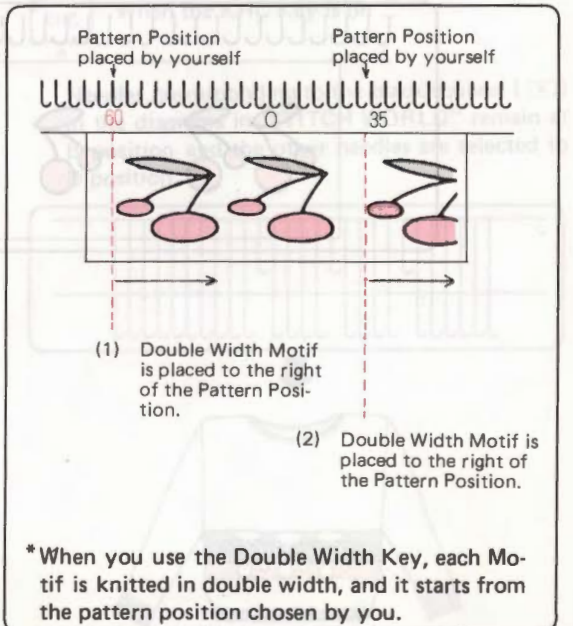 Pattern Position
placed by yourself
Pattern Position
placed by yourself
60
0
35
(1) Double Width Motif
is placed to the right
of the Pattern Posi-
tion.
(2) Double Width Motif is
placed to the right of
the Pattern Position.
*When you use the Double Width Key, each Mo-
tif is knitted in double width, and it starts from
the pattern position chosen by you.